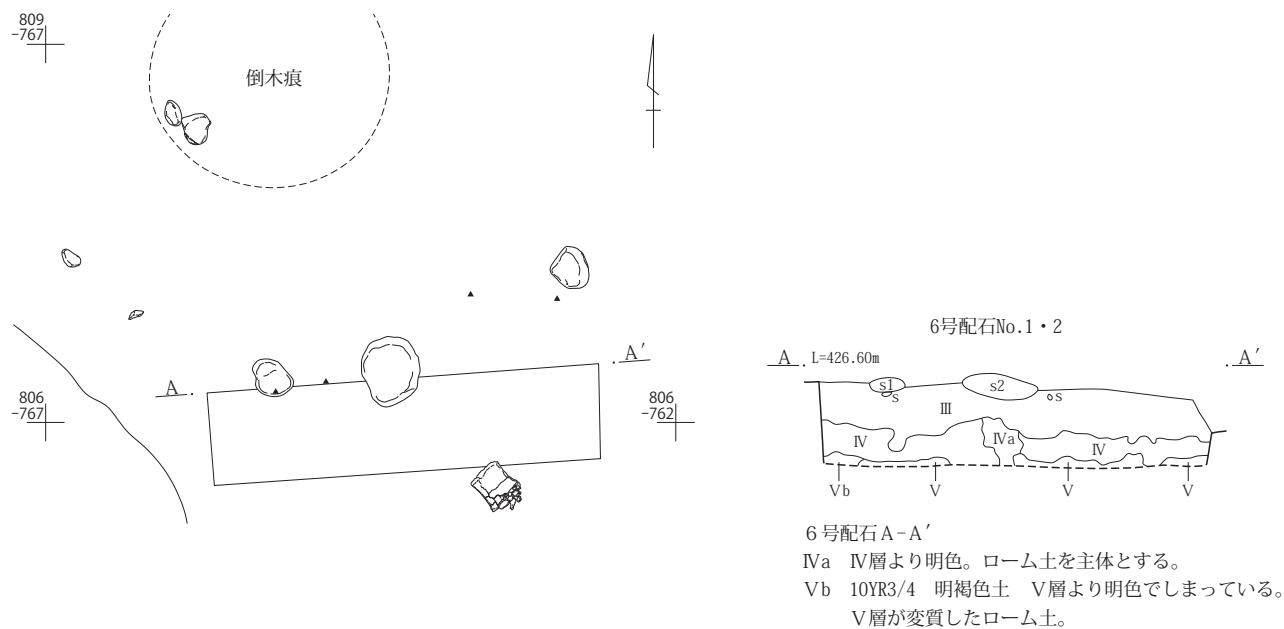 809
-767
倒木痕
A .
. A′
806
-767
806
-762
6号配石No.1・2
A . L=426.60m
. A′
s1
s
s2
s
Ⅲ
Ⅳ
Ⅳa
Ⅳ
Ⅴb
Ⅴ
Ⅴ
Ⅴ
６号配石Ａ-Ａ′
Ⅳa　Ⅳ層より明色。ローム土を主体とする。
Ⅴb　10YR3/4　明褐色土　Ⅴ層より明色でしまっている。
Ⅴ層が変質したローム土。